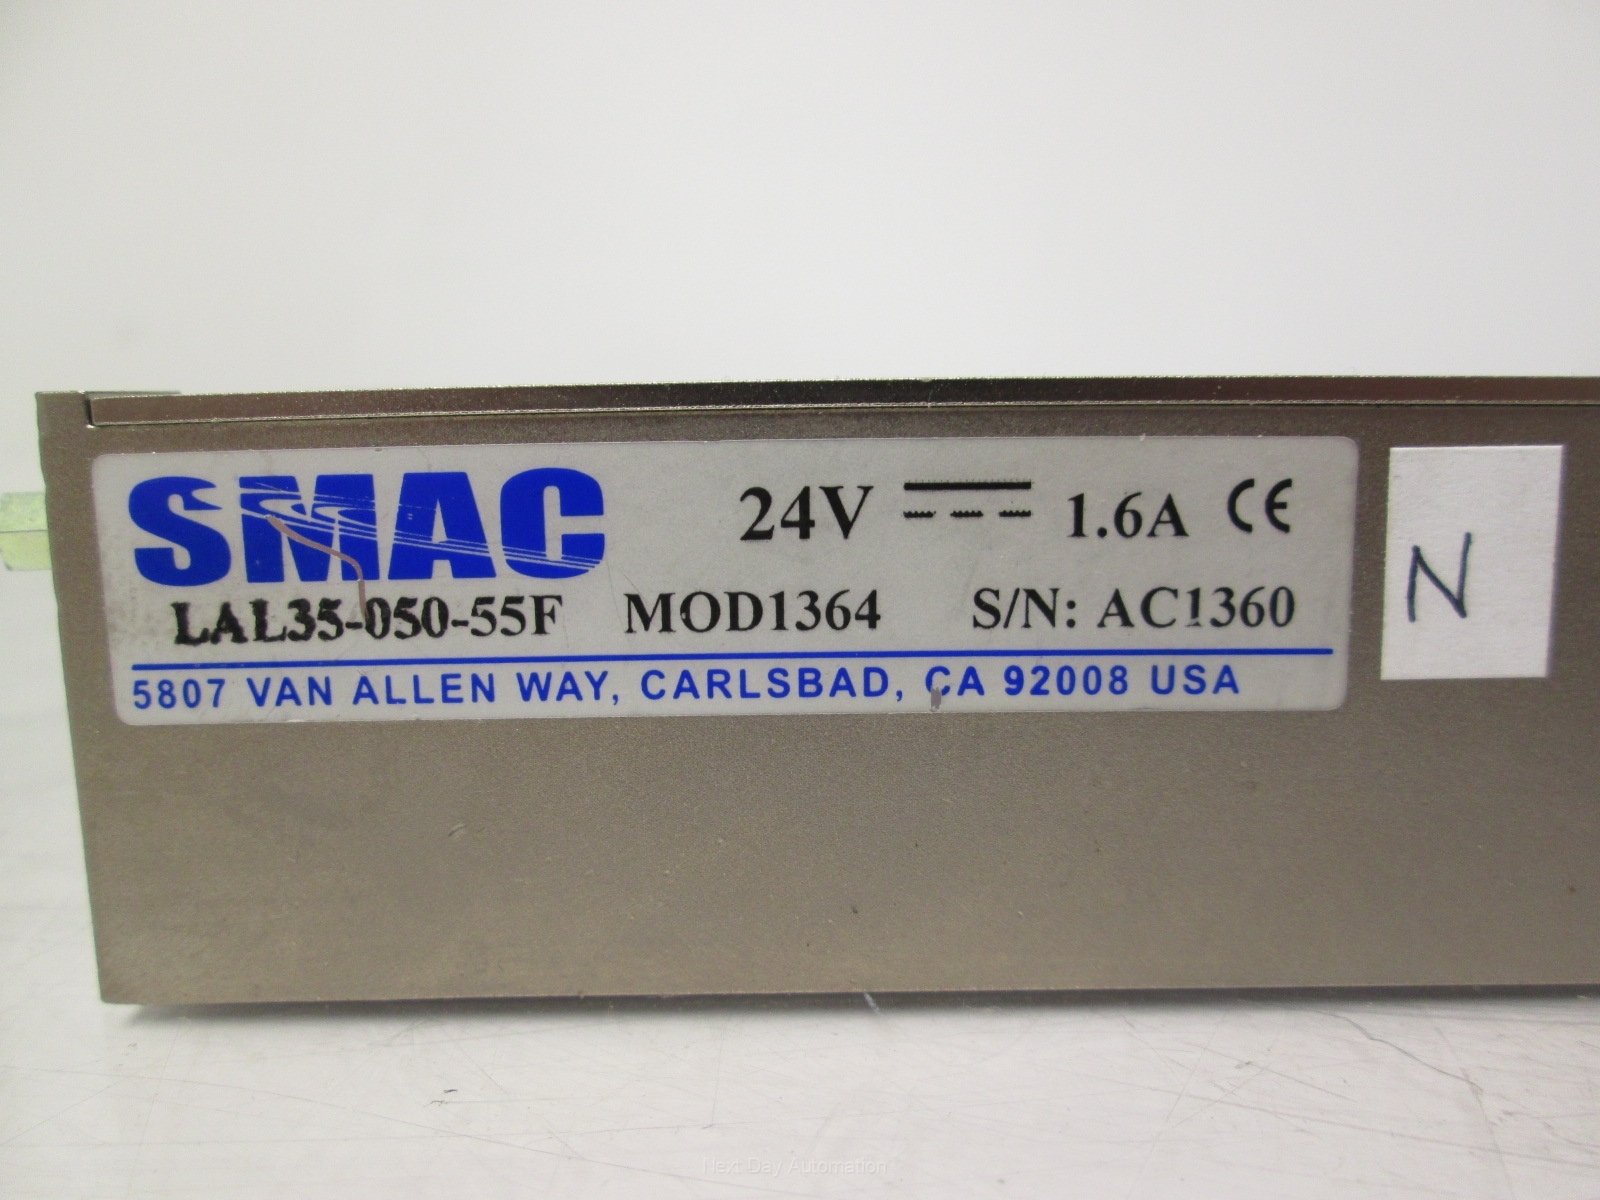 SMAC 24V ⎓ 1.6A CE
LAL35-050-55F MOD1364 S/N: AC1360
5807 VAN ALLEN WAY, CARLSBAD, CA 92008 USA
N
Next Day Automation